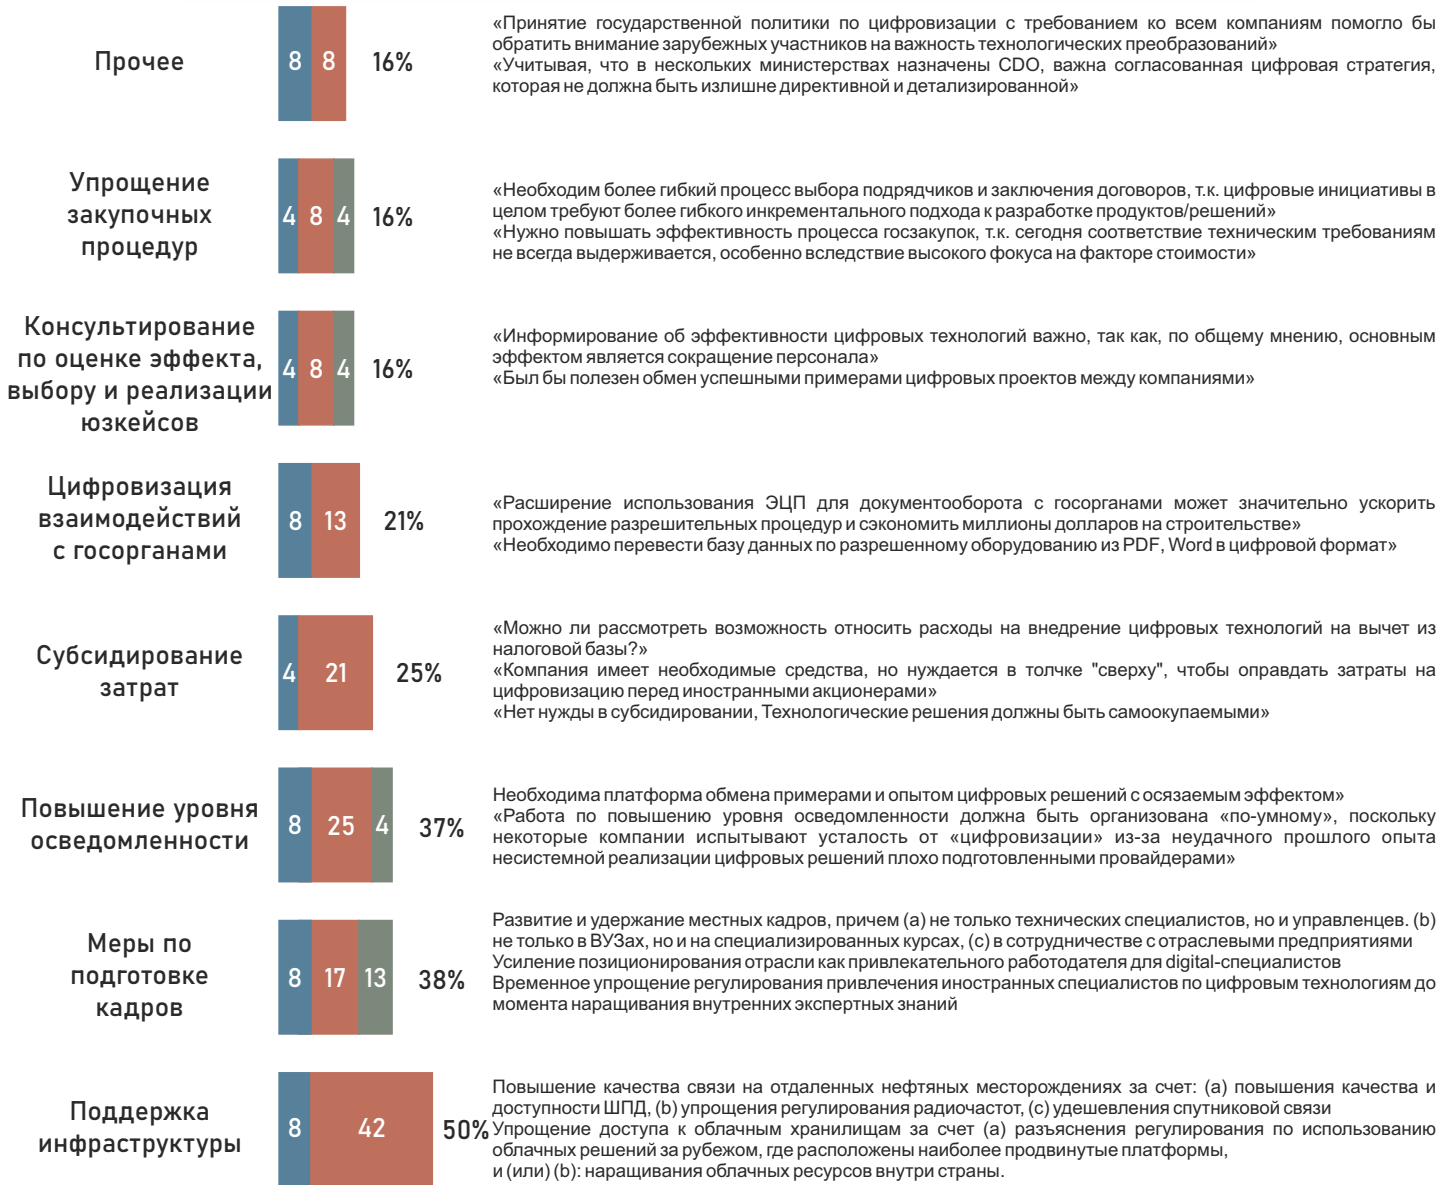 Прочее
8 8 16%
«Принятие государственной политики по цифровизации с требованием ко всем компаниям помогло бы
обратить внимание зарубежных участников на важность технологических преобразований»
«Учитывая, что в нескольких министерствах назначены CDO, важна согласованная цифровая стратегия,
которая не должна быть излишне директивной и детализированной»
Упрощение
закупочных
процедур
4 8 4 16%
«Необходим более гибкий процесс выбора подрядчиков и заключения договоров, т.к. цифровые инициативы в
целом требуют более гибкого инкрементального подхода к разработке продуктов/решений»
«Нужно повышать эффективность процесса госзакупок, т.к. сегодня соответствие техническим требованиям
не всегда выдерживается, особенно вследствие высокого фокуса на факторе стоимости»
Консультирование
по оценке эффекта,
выбору и реализации
юзкейсов
4 8 4 16%
«Информирование об эффективности цифровых технологий важно, так как, по общему мнению, основным
эффектом является сокращение персонала»
«Был бы полезен обмен успешными примерами цифровых проектов между компаниями»
Цифровизация
взаимодействий
с госорганами
8 13 21%
«Расширение использования ЭЦП для документооборота с госорганами может значительно ускорить
прохождение разрешительных процедур и сэкономить миллионы долларов на строительстве»
«Необходимо перевести базу данных по разрешенному оборудованию из PDF, Word в цифровой формат»
Субсидирование
затрат
4 21 25%
«Можно ли рассмотреть возможность относить расходы на внедрение цифровых технологий на вычет из
налоговой базы?»
«Компания имеет необходимые средства, но нуждается в толчке "сверху", чтобы оправдать затраты на
цифровизацию перед иностранными акционерами»
«Нет нужды в субсидировании, Технологические решения должны быть самоокупаемыми»
Повышение уровня
осведомленности
8 25 4 37%
Необходима платформа обмена примерами и опытом цифровых решений с осязаемым эффектом»
«Работа по повышению уровня осведомленности должна быть организована «по-умному», поскольку
некоторые компании испытывают усталость от «цифровизации» из-за неудачного прошлого опыта
несистемной реализации цифровых решений плохо подготовленными провайдерами»
Меры по
подготовке
кадров
8 17 13 38%
Развитие и удержание местных кадров, причем (a) не только технических специалистов, но и управленцев. (b)
не только в ВУЗах, но и на специализированных курсах, (c) в сотрудничестве с отраслевыми предприятиями
Усиление позиционирования отрасли как привлекательного работодателя для digital-специалистов
Временное упрощение регулирования привлечения иностранных специалистов по цифровым технологиям до
момента наращивания внутренних экспертных знаний
Поддержка
инфраструктуры
8 42 50%
Повышение качества связи на отдаленных нефтяных месторождениях за счет: (a) повышения качества и
доступности ШПД, (b) упрощения регулирования радиочастот, (c) удешевления спутниковой связи
Упрощение доступа к облачным хранилищам за счет (a) разъяснения регулирования по использованию
облачных решений за рубежом, где расположены наиболее продвинутые платформы,
и (или) (b): наращивания облачных ресурсов внутри страны.